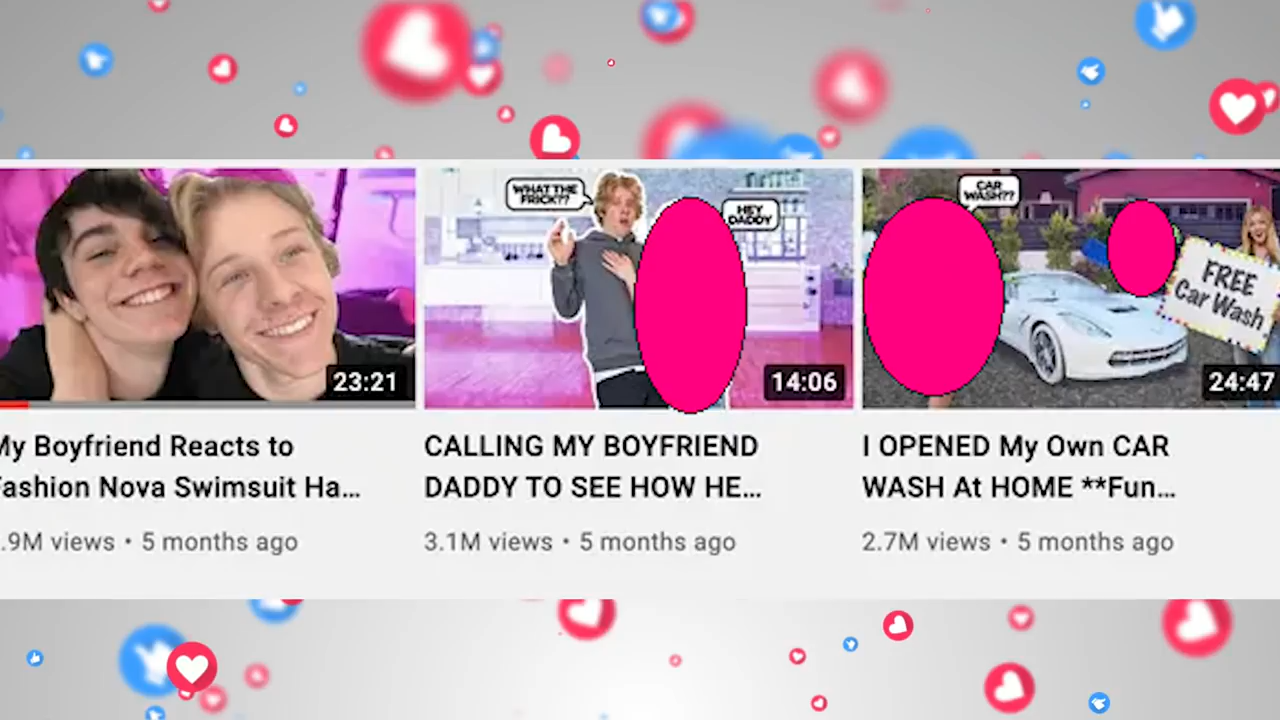 WHAT THE
FRICK??
HEY
DADDY
CAR
WASH??
FREE
Car Wash
23:21
14:06
24:47
My Boyfriend Reacts to
Fashion Nova Swimsuit Ha...
.9M views • 5 months ago
CALLING MY BOYFRIEND
DADDY TO SEE HOW HE...
3.1M views • 5 months ago
I OPENED My Own CAR
WASH At HOME **Fun...
2.7M views • 5 months ago